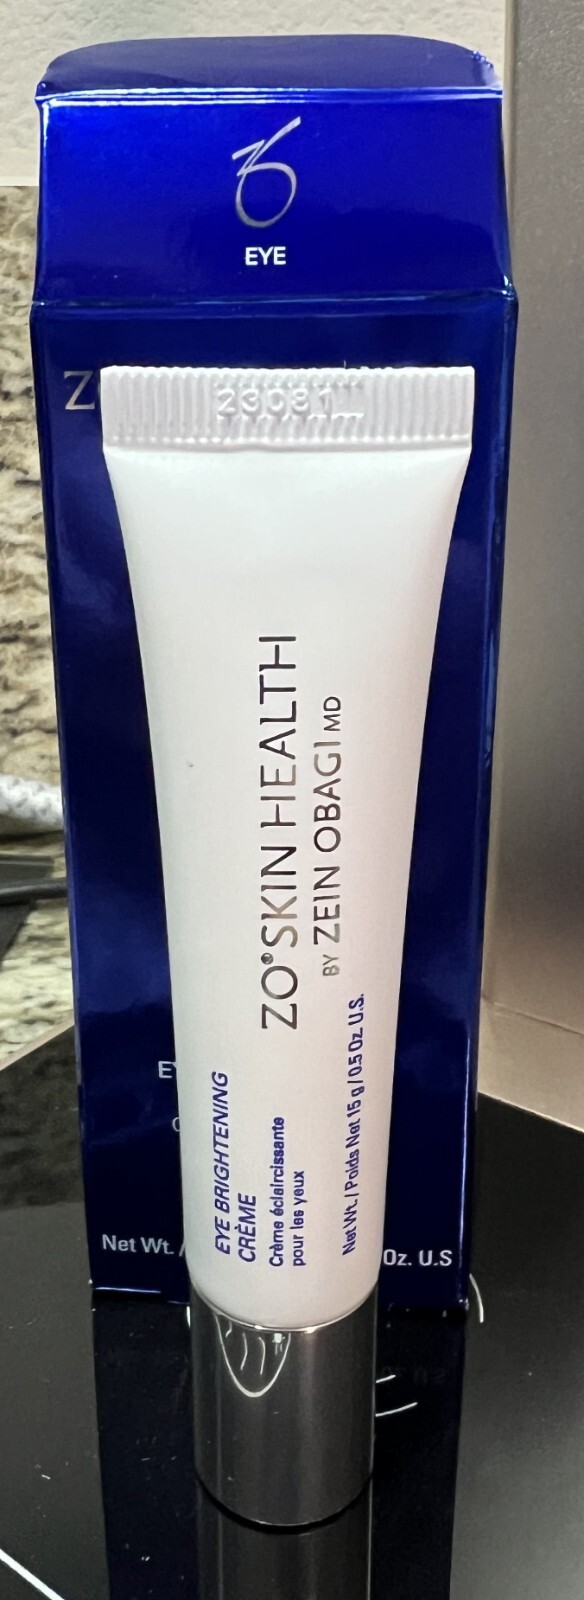 EYE
Z
23081
ZO® SKIN HEALTH
BY ZEIN OBAGI MD
EYE BRIGHTENING
CRÈME
Crème éclaircissante
pour les yeux
Net Wt. / Poids Net 15 g / 0.5 Oz. U.S.
EY
Net Wt. /
Oz. U.S